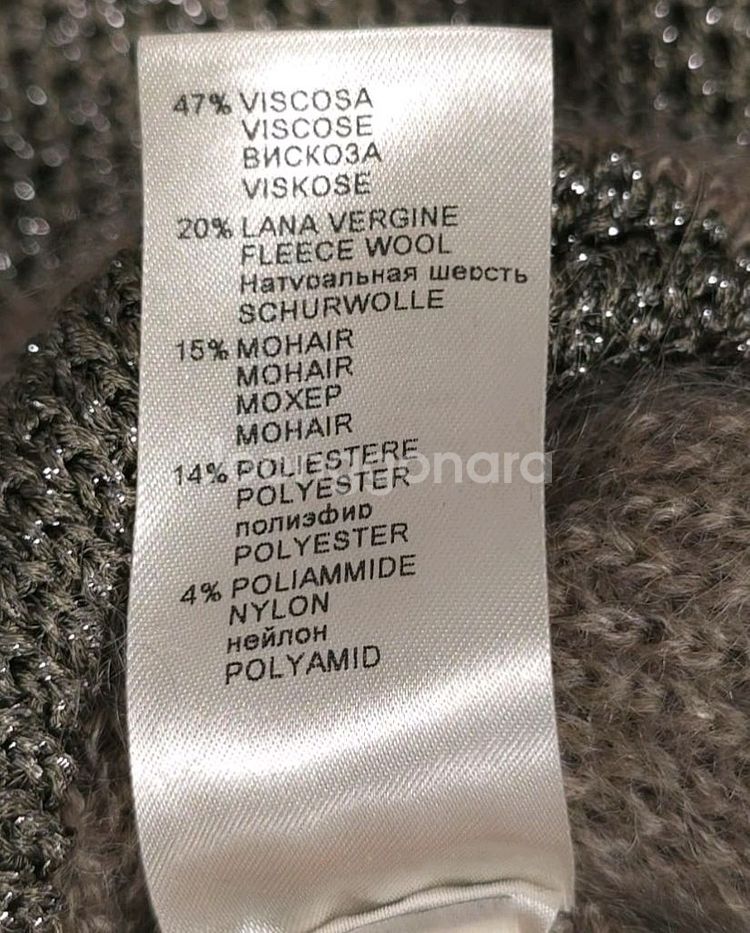 47% VISCOSA
VISCOSE
ВИСКОЗА
VISKOSE
20% LANA VERGINE
FLEECE WOOL
Натуральная шерсть
SCHURWOLLE
15% MOHAIR
MOHAIR
МОХЕР
MOHAIR
14% POLIESTERE
POLYESTER
полиэфир
POLYESTER
4% POLIAMMIDE
NYLON
нейлон
POLYAMID